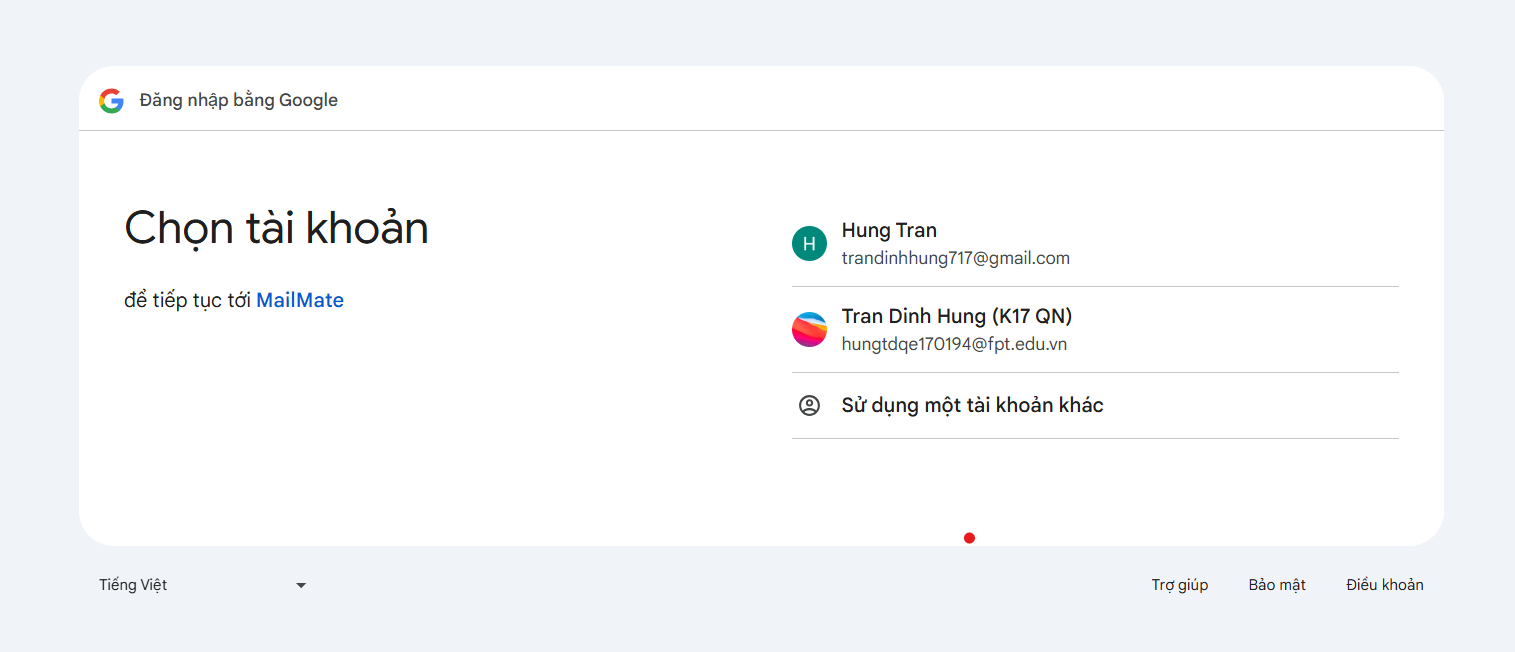 Đăng nhập bằng Google
Chọn tài khoản
để tiếp tục tới MailMate
H
Hung Tran
trandinhhung717@gmail.com
Tran Dinh Hung (K17 QN)
hungtdqe170194@fpt.edu.vn
Sử dụng một tài khoản khác
Tiếng Việt
Trợ giúp
Bảo mật
Điều khoản